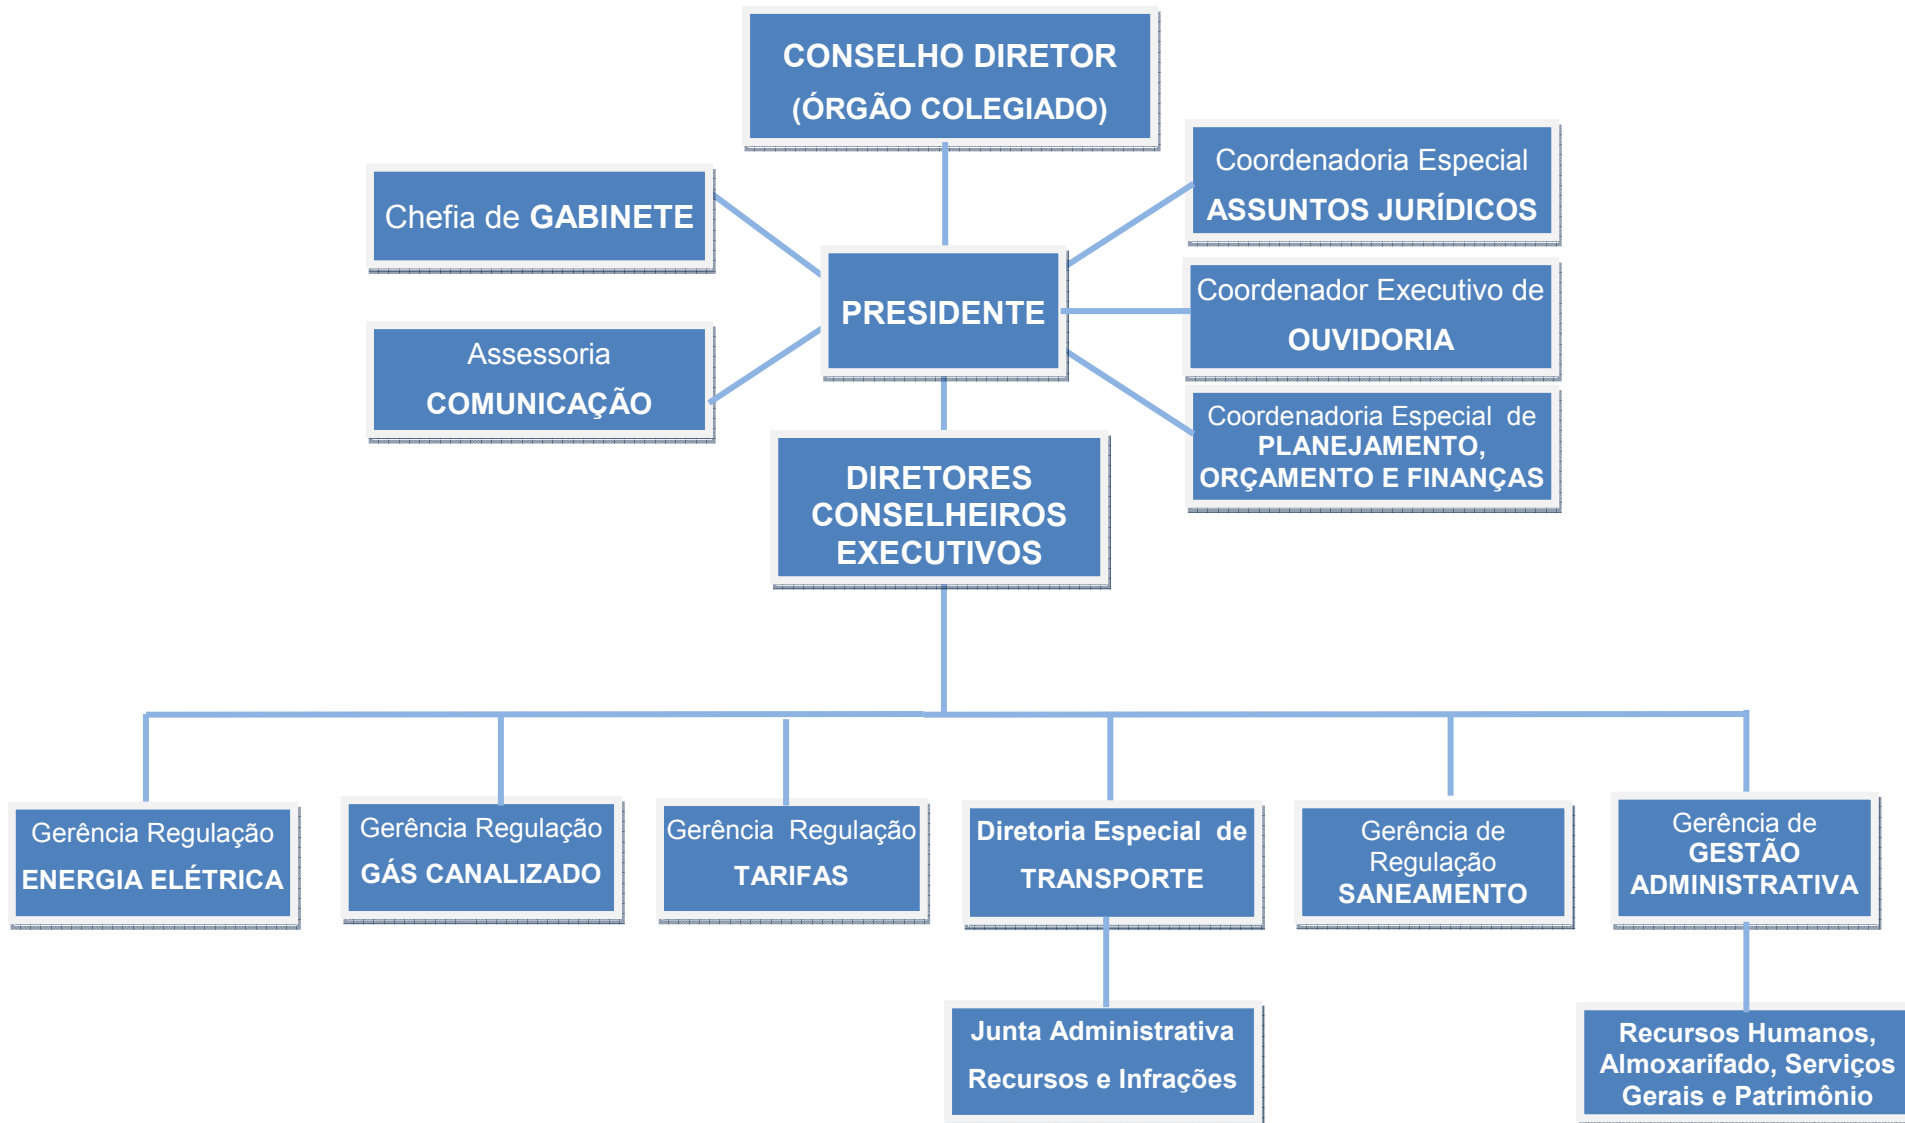 CONSELHO DIRETOR
(ÓRGÃO COLEGIADO)
Chefia de GABINETE
Coordenadoria Especial
ASSUNTOS JURÍDICOS
PRESIDENTE
Coordenador Executivo de
OUVIDORIA
Assessoria
COMUNICAÇÃO
Coordenadoria Especial de
PLANEJAMENTO,
ORÇAMENTO E FINANÇAS
DIRETORES
CONSELHEIROS
EXECUTIVOS
Gerência Regulação
ENERGIA ELÉTRICA
Gerência Regulação
GÁS CANALIZADO
Gerência Regulação
TARIFAS
Diretoria Especial de
TRANSPORTE
Gerência de
Regulação
SANEAMENTO
Gerência de
GESTÃO
ADMINISTRATIVA
Junta Administrativa
Recursos e Infrações
Recursos Humanos,
Almoxarifado, Serviços
Gerais e Patrimônio